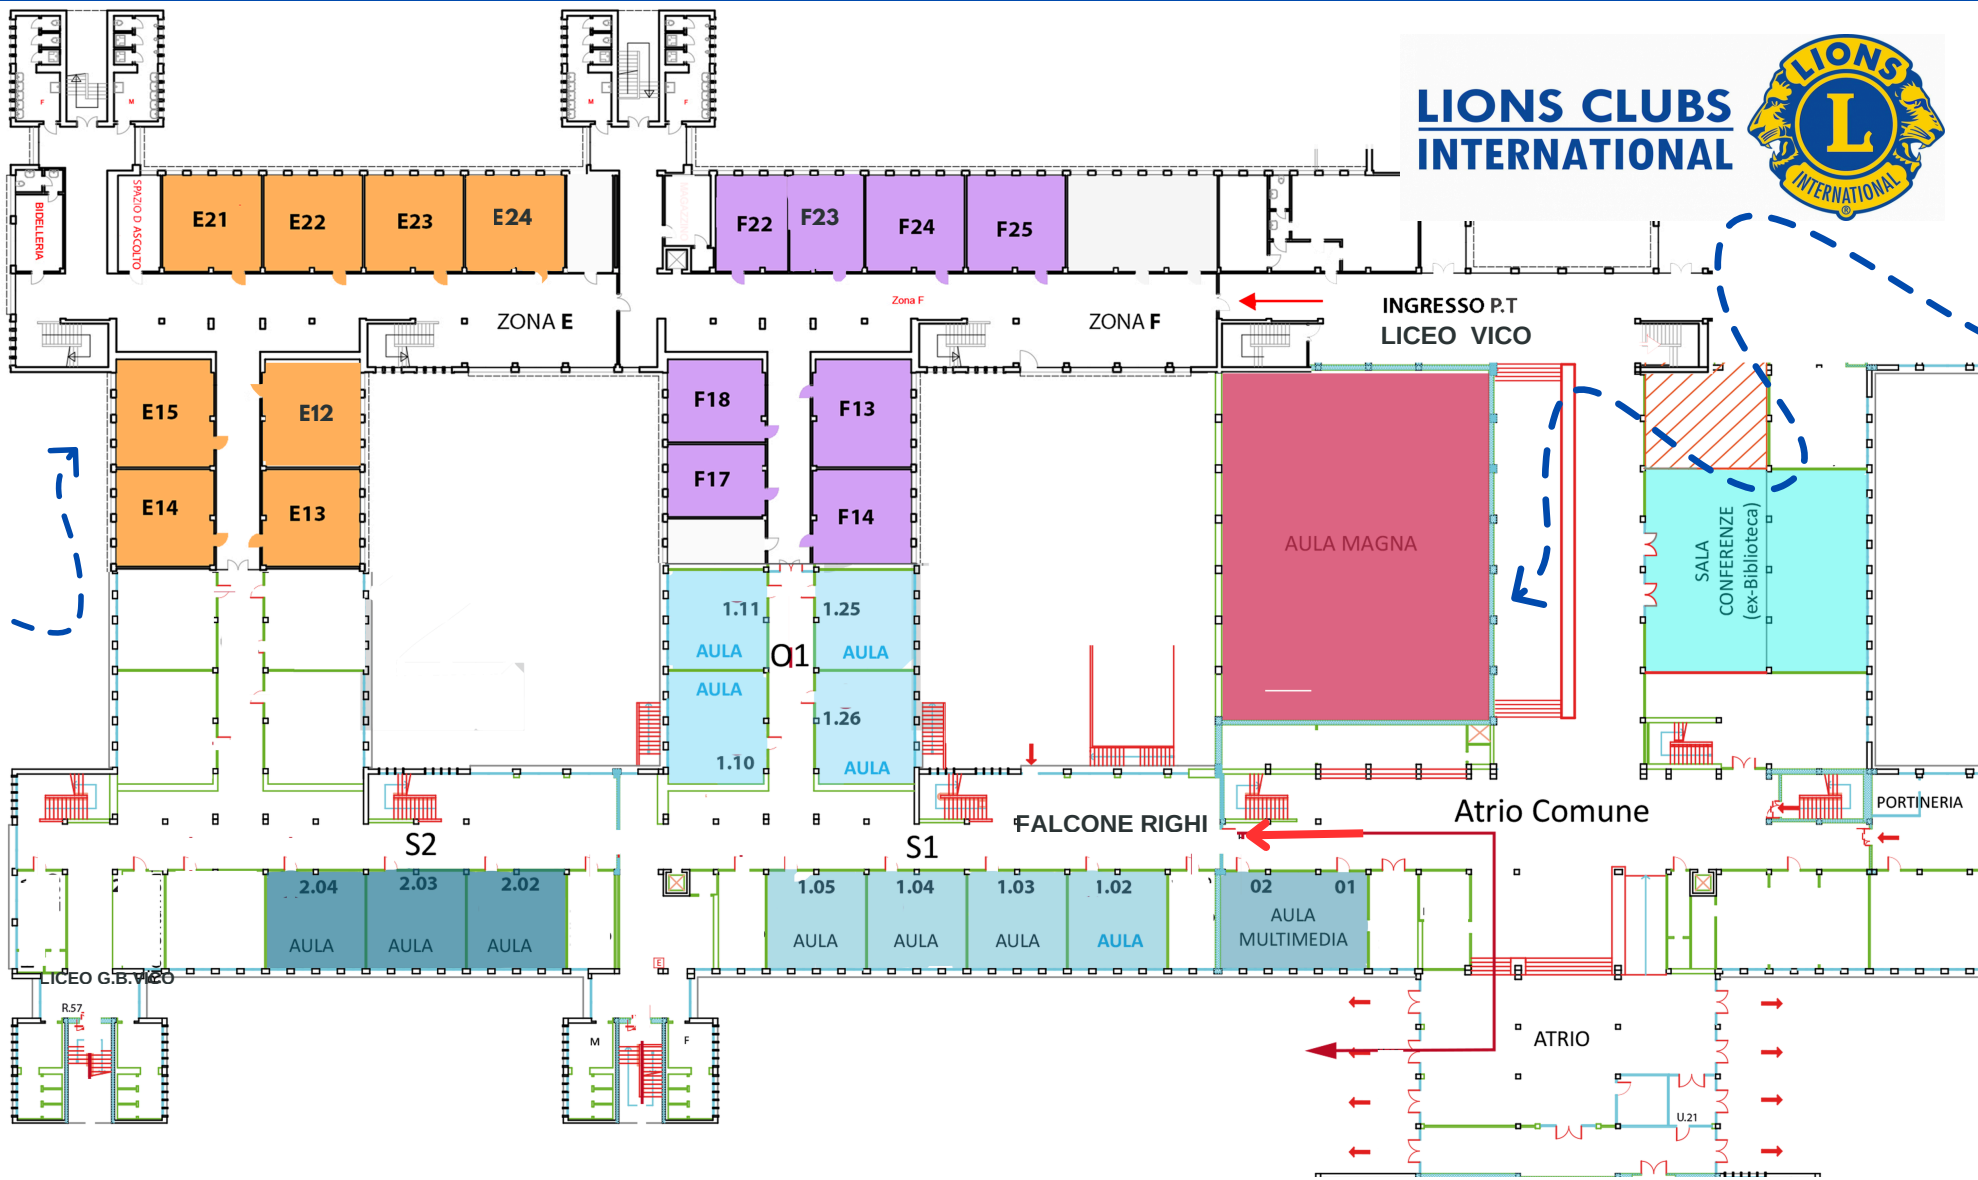 LIONS CLUBS
INTERNATIONAL
LIONS
L
INTERNATIONAL
®
F
M
M
F
BIDELLERIA
SPAZIO D ASCOLTO
E21
E22
E23
E24
MAGAZZINO
F22
F23
F24
F25
Zona F
ZONA E
ZONA F
INGRESSO P.T
LICEO VICO
E15
E12
E14
E13
F18
F13
F17
F14
AULA MAGNA
SALA
CONFERENZE
(ex-Biblioteca)
1.11
1.25
AULA
O1
AULA
AULA
1.26
1.10
AULA
PORTINERIA
Atrio Comune
FALCONE RIGHI
S2
S1
2.04
2.03
2.02
1.05
1.04
1.03
1.02
02
01
AULA
AULA
AULA
AULA
AULA
AULA
AULA
AULA
MULTIMEDIA
E
LICEO G.B.VICO
R.57
F
M
F
ATRIO
U.21